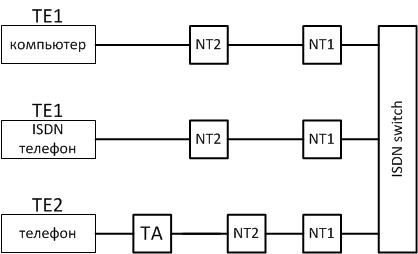 TE1
компьютер
NT2
NT1
TE1
ISDN
телефон
NT2
NT1
TE2
телефон
TA
NT2
NT1
ISDN switch